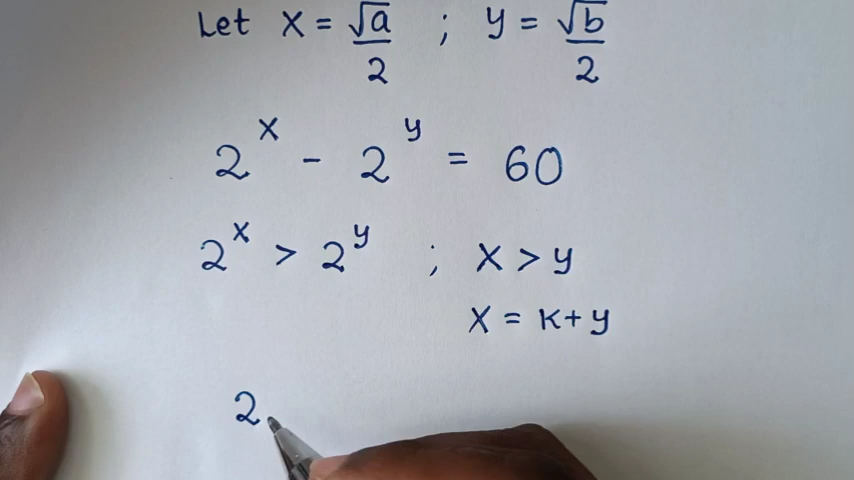 Let x = √a/2 ; y = √b/2
2^x - 2^y = 60
2^x > 2^y ; x > y
x = k + y
2